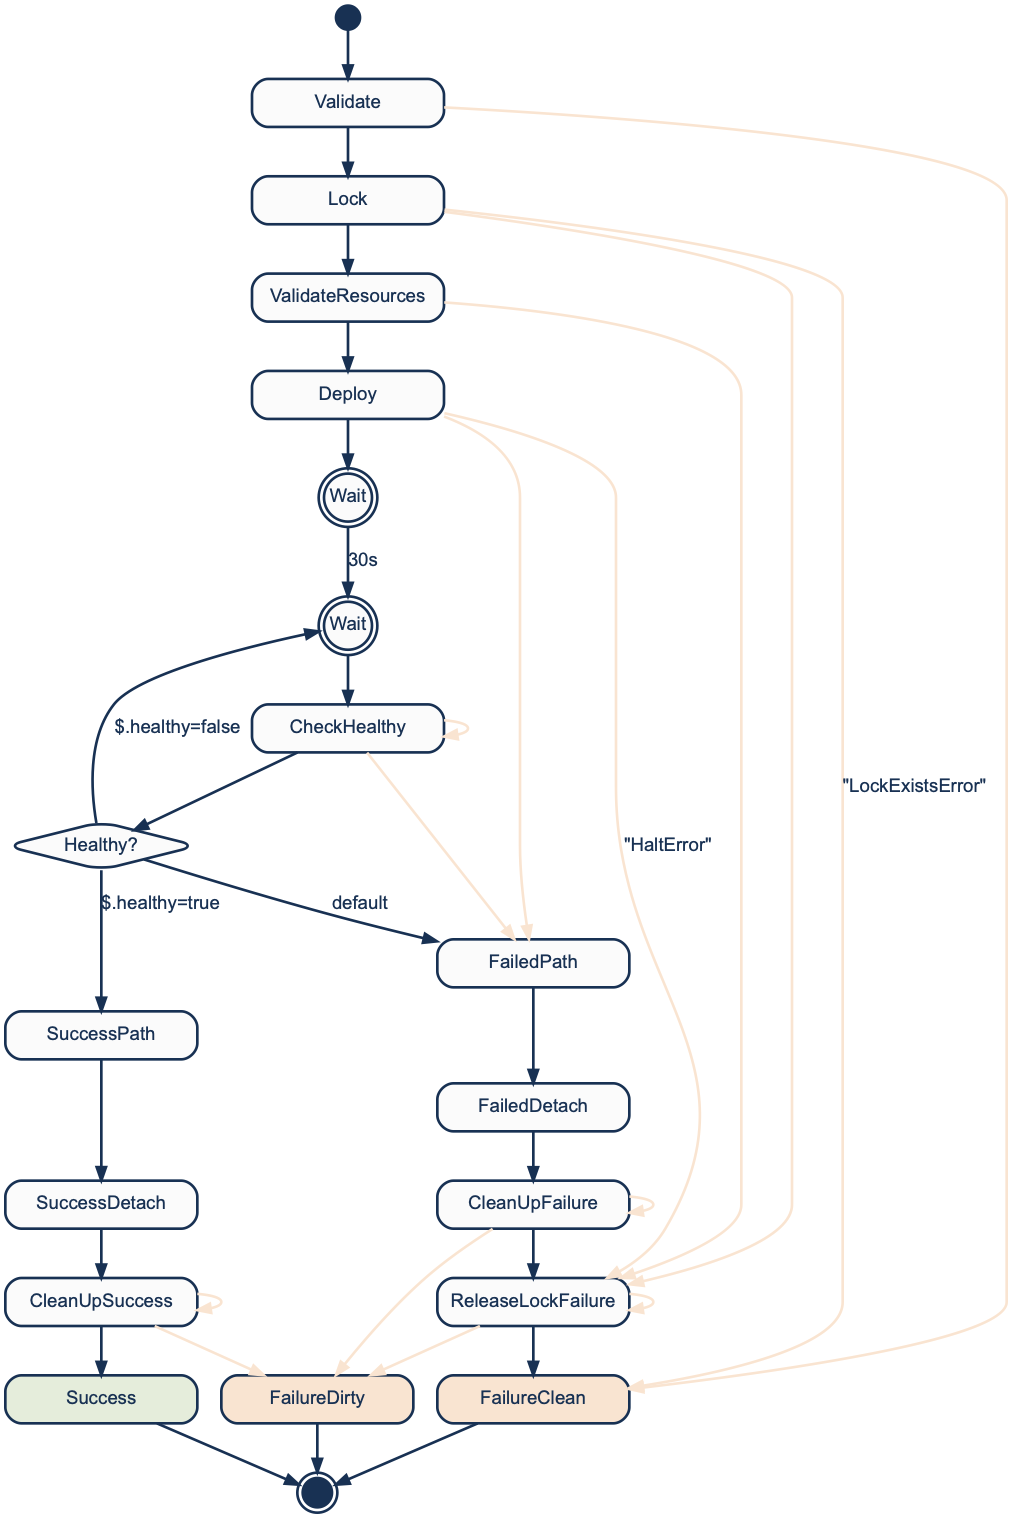 Validate
Lock
ValidateResources
Deploy
Wait
30s
Wait
$.healthy=false
CheckHealthy
"LockExistsError"
Healthy?
"HaltError"
$.healthy=true
default
FailedPath
SuccessPath
FailedDetach
SuccessDetach
CleanUpFailure
CleanUpSuccess
ReleaseLockFailure
Success
FailureDirty
FailureClean